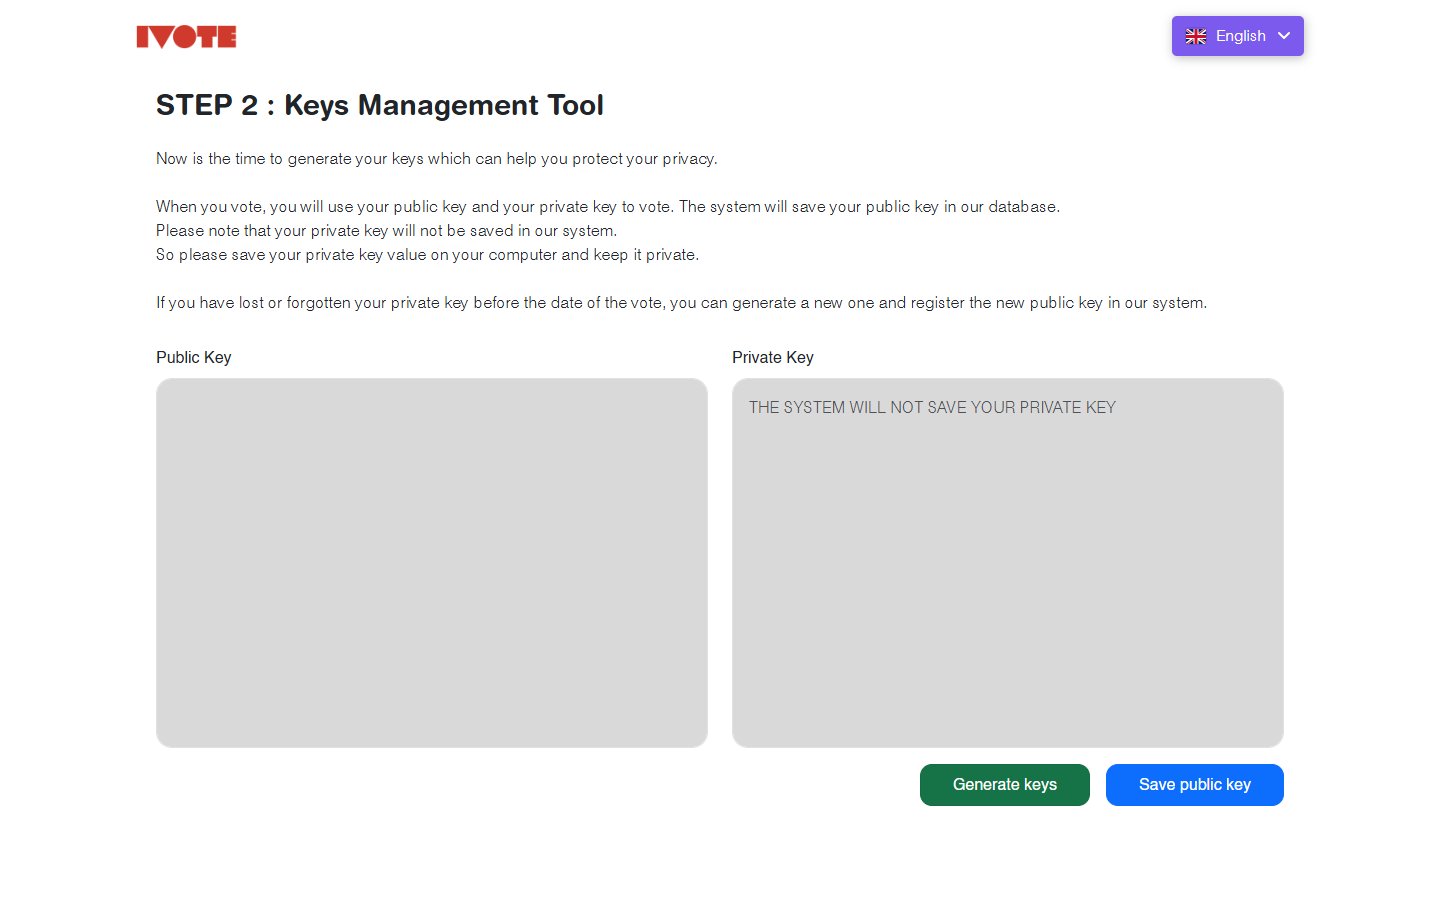 IVOTE
English
STEP 2 : Keys Management Tool
Now is the time to generate your keys which can help you protect your privacy.
When you vote, you will use your public key and your private key to vote. The system will save your public key in our database.
Please note that your private key will not be saved in our system.
So please save your private key value on your computer and keep it private.
If you have lost or forgotten your private key before the date of the vote, you can generate a new one and register the new public key in our system.
Public Key
Private Key
THE SYSTEM WILL NOT SAVE YOUR PRIVATE KEY
Generate keys
Save public key